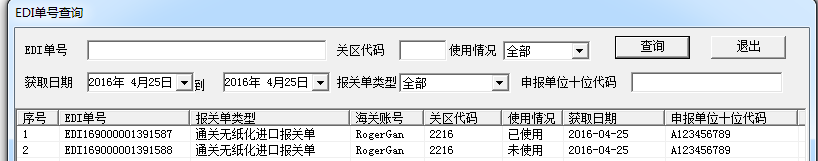 EDI单号查询
EDI单号 关区代码 使用情况 全部 查询 退出
获取日期 2016年 4月25日 到 2016年 4月25日 报关单类型 全部 申报单位十位代码
序号 EDI单号 报关单类型 海关账号 关区代码 使用情况 获取日期 申报单位十位代码
1 EDI169000001391587 通关无纸化进口报关单 RogerGan 2216 已使用 2016-04-25 A123456789
2 EDI169000001391588 通关无纸化进口报关单 RogerGan 2216 未使用 2016-04-25 A123456789